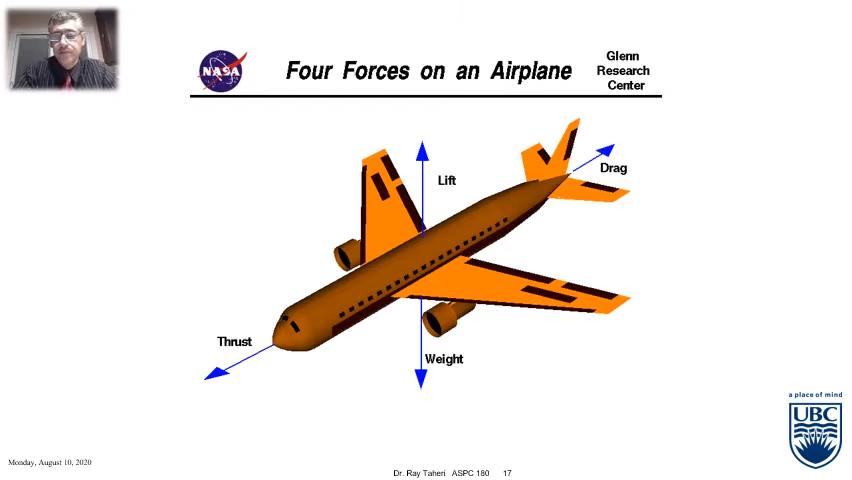 NASA
Four Forces on an Airplane
Glenn
Research
Center
Lift
Drag
Thrust
Weight
a place of mind
UBC
Monday, August 10, 2020
Dr. Ray Taheri ASPC 180 17